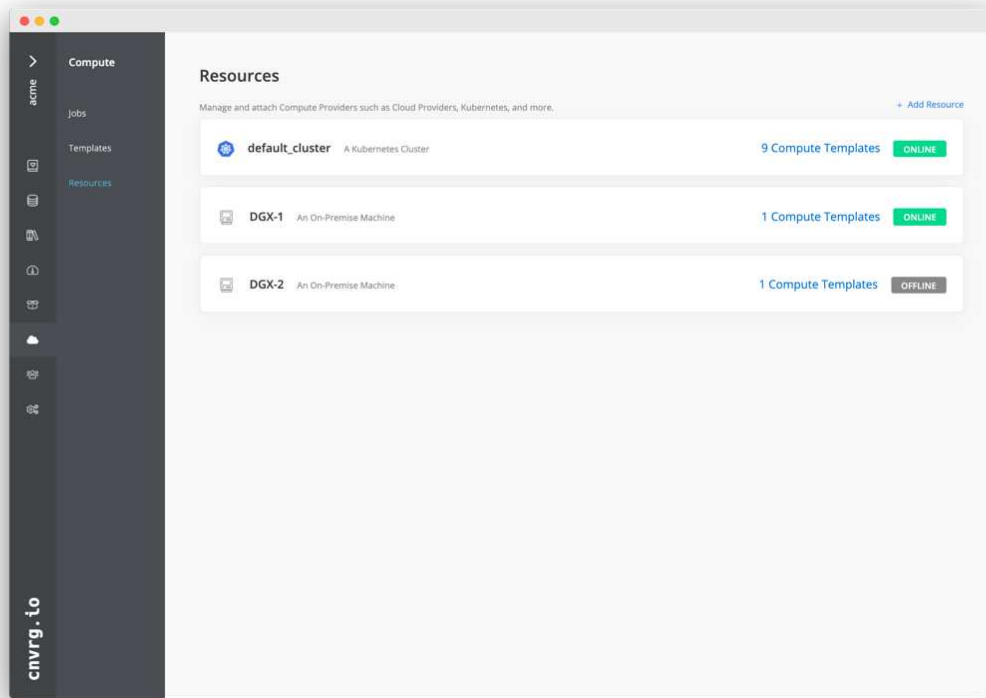 acme
Compute
Jobs
Templates
Resources
cnvrg.io
Resources
Manage and attach Compute Providers such as Cloud Providers, Kubernetes, and more.
+ Add Resource
default_cluster A Kubernetes Cluster 9 Compute Templates ONLINE
DGX-1 An On-Premise Machine 1 Compute Templates ONLINE
DGX-2 An On-Premise Machine 1 Compute Templates OFFLINE